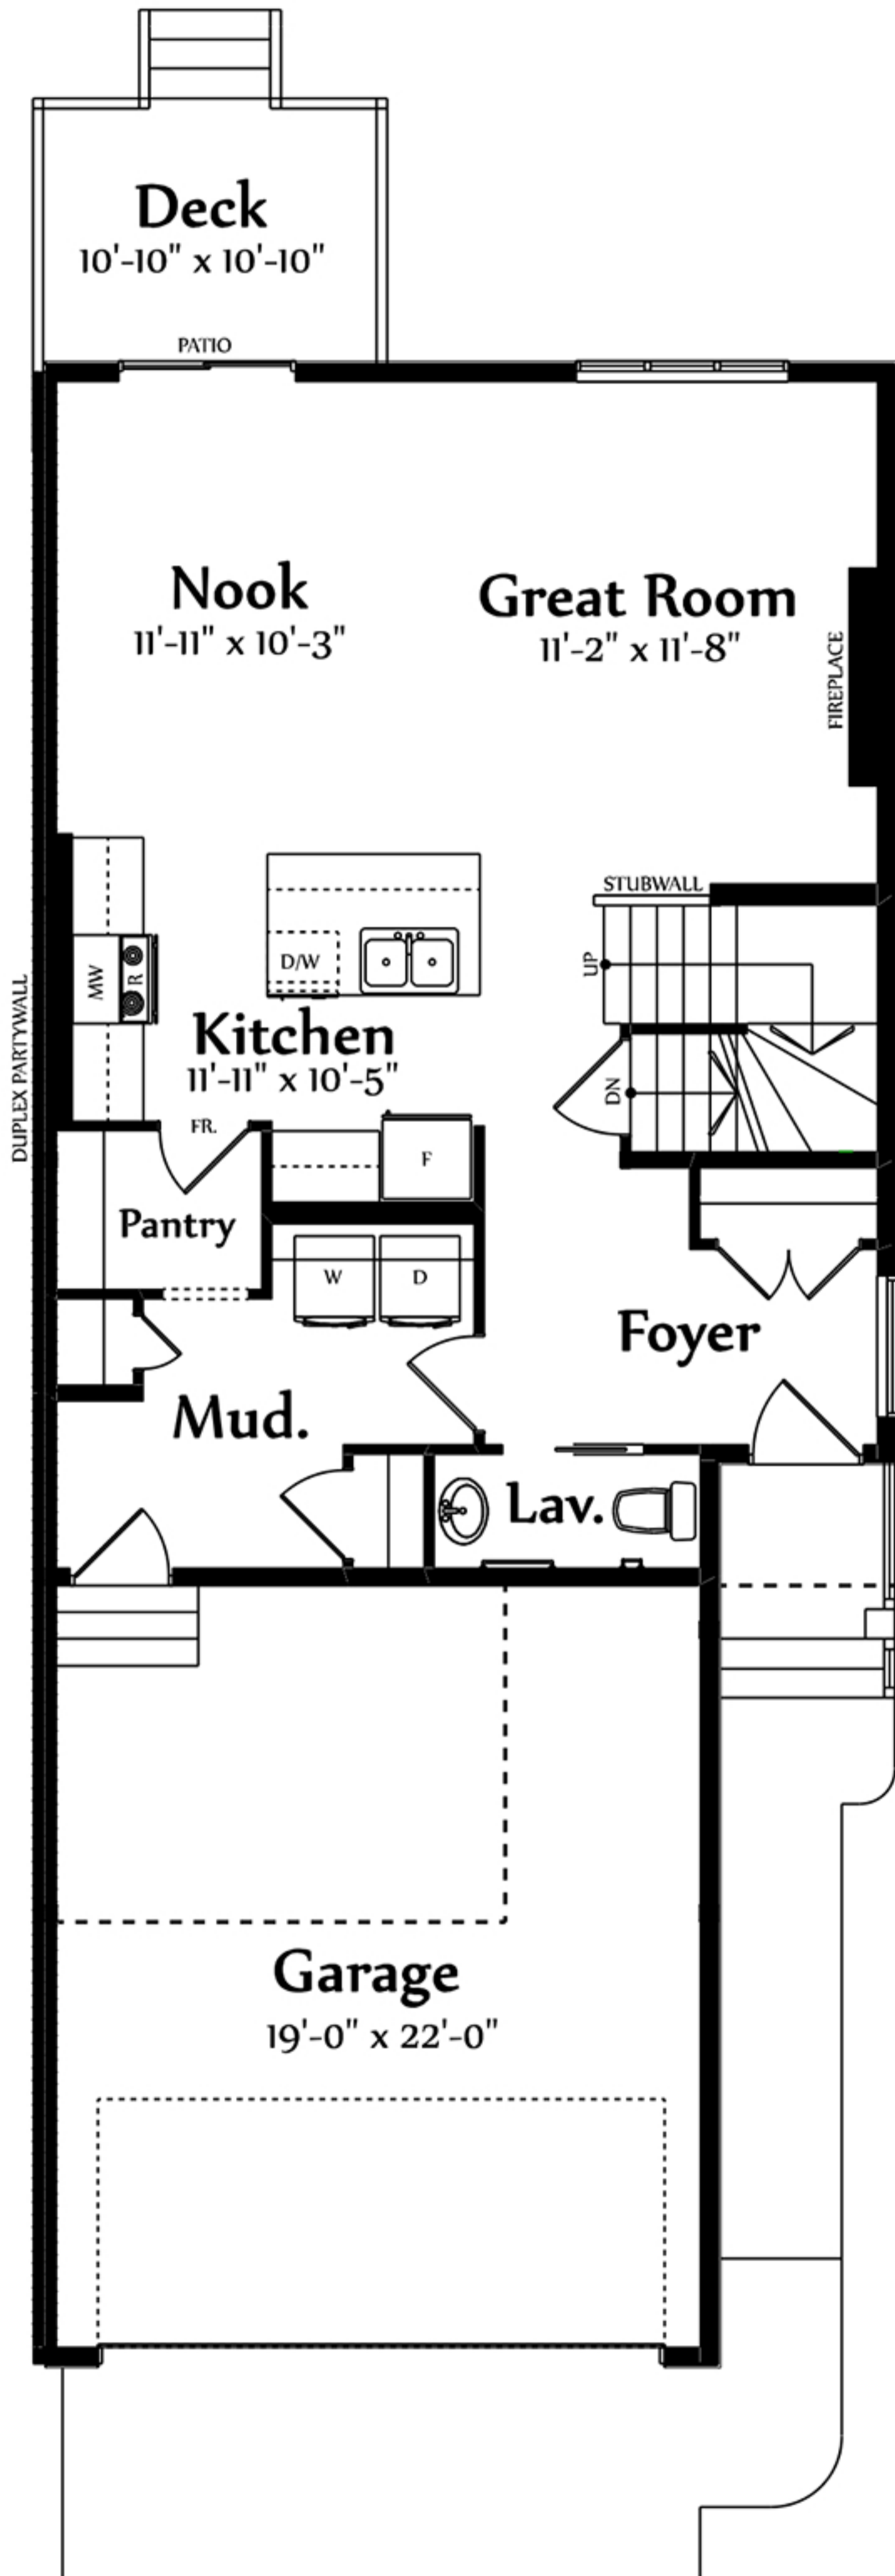 Deck
10'-10" x 10'-10"
PATIO
Nook
11'-11" x 10'-3"
Great Room
11'-2" x 11'-8"
FIREPLACE
STUBWALL
UP
D/W
MW
R
DUPLEX PARTYWALL
Kitchen
11'-11" x 10'-5"
DN
FR.
F
Pantry
W
D
Foyer
Mud.
Lav.
Garage
19'-0" x 22'-0"